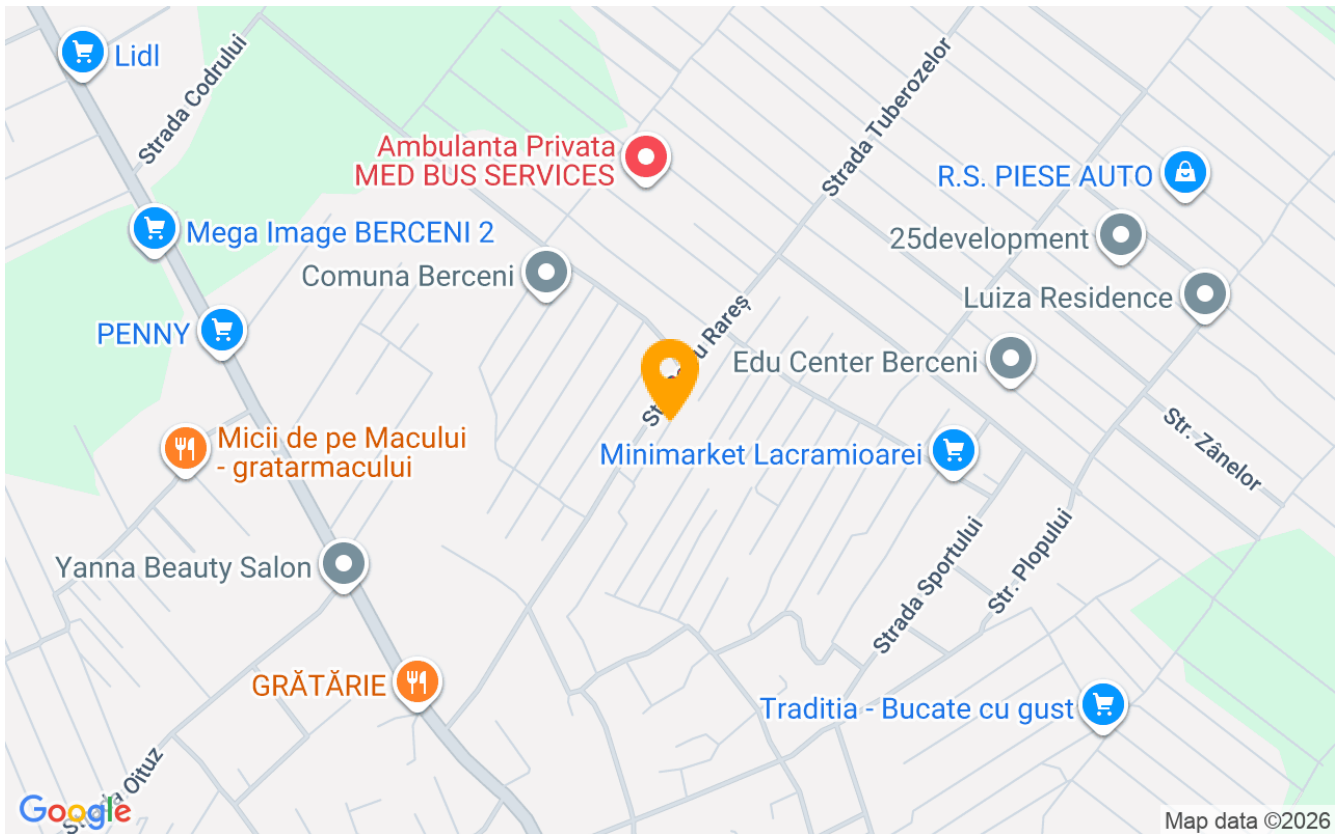 Lidl
Strada Codrului
Ambulanta Privata
MED BUS SERVICES
Strada Tuberozelor
R.S. PIESE AUTO
Mega Image BERCENI 2
Comuna Berceni
25development
Luiza Residence
PENNY
Rareș
Edu Center Berceni
Micii de pe Macului
- gratarmacului
Minimarket Lacramioarei
Str. Zânelor
Yanna Beauty Salon
Strada Sportului
Str. Plopului
GRĂTĂRIE
Traditia - Bucate cu gust
Oituz
Google
Map data ©2026